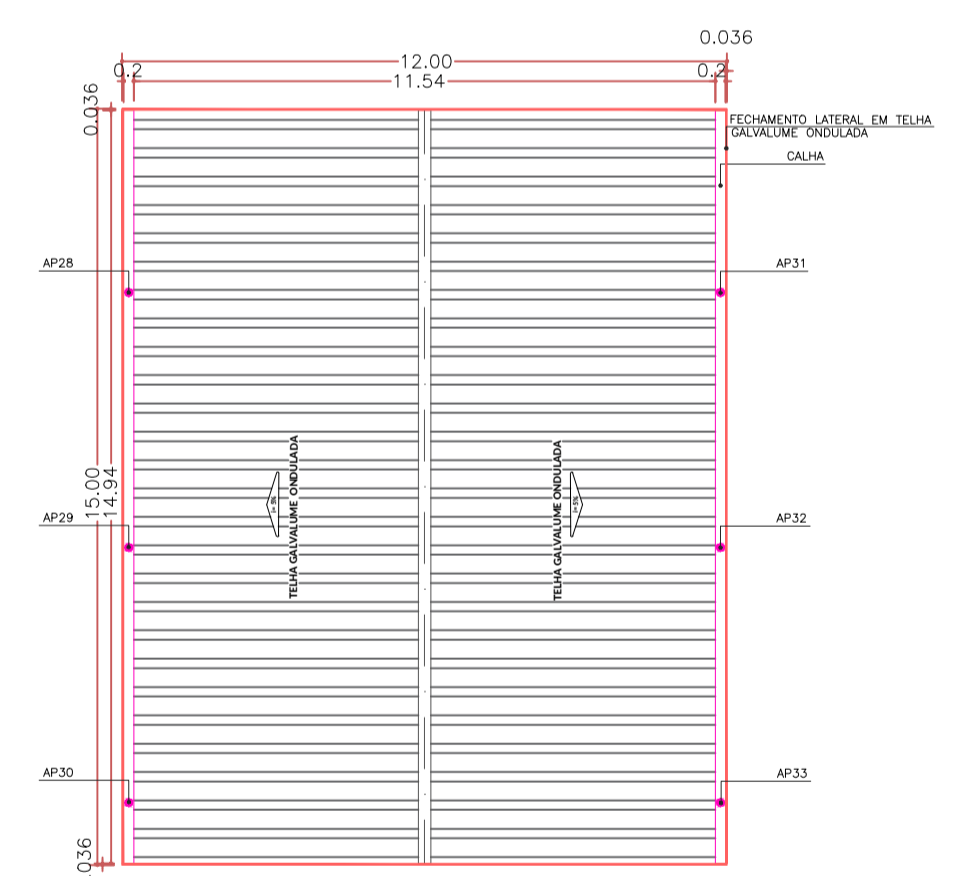 0.036
12.00
0.2
0.2
11.54
0.036
FECHAMENTO LATERAL EM TELHA
GALVALUME ONDULADA
CALHA
AP28
AP31
TELHA GALVALUME ONDULADA
TELHA GALVALUME ONDULADA
15.00
14.94
AP29
AP32
AP30
AP33
.036